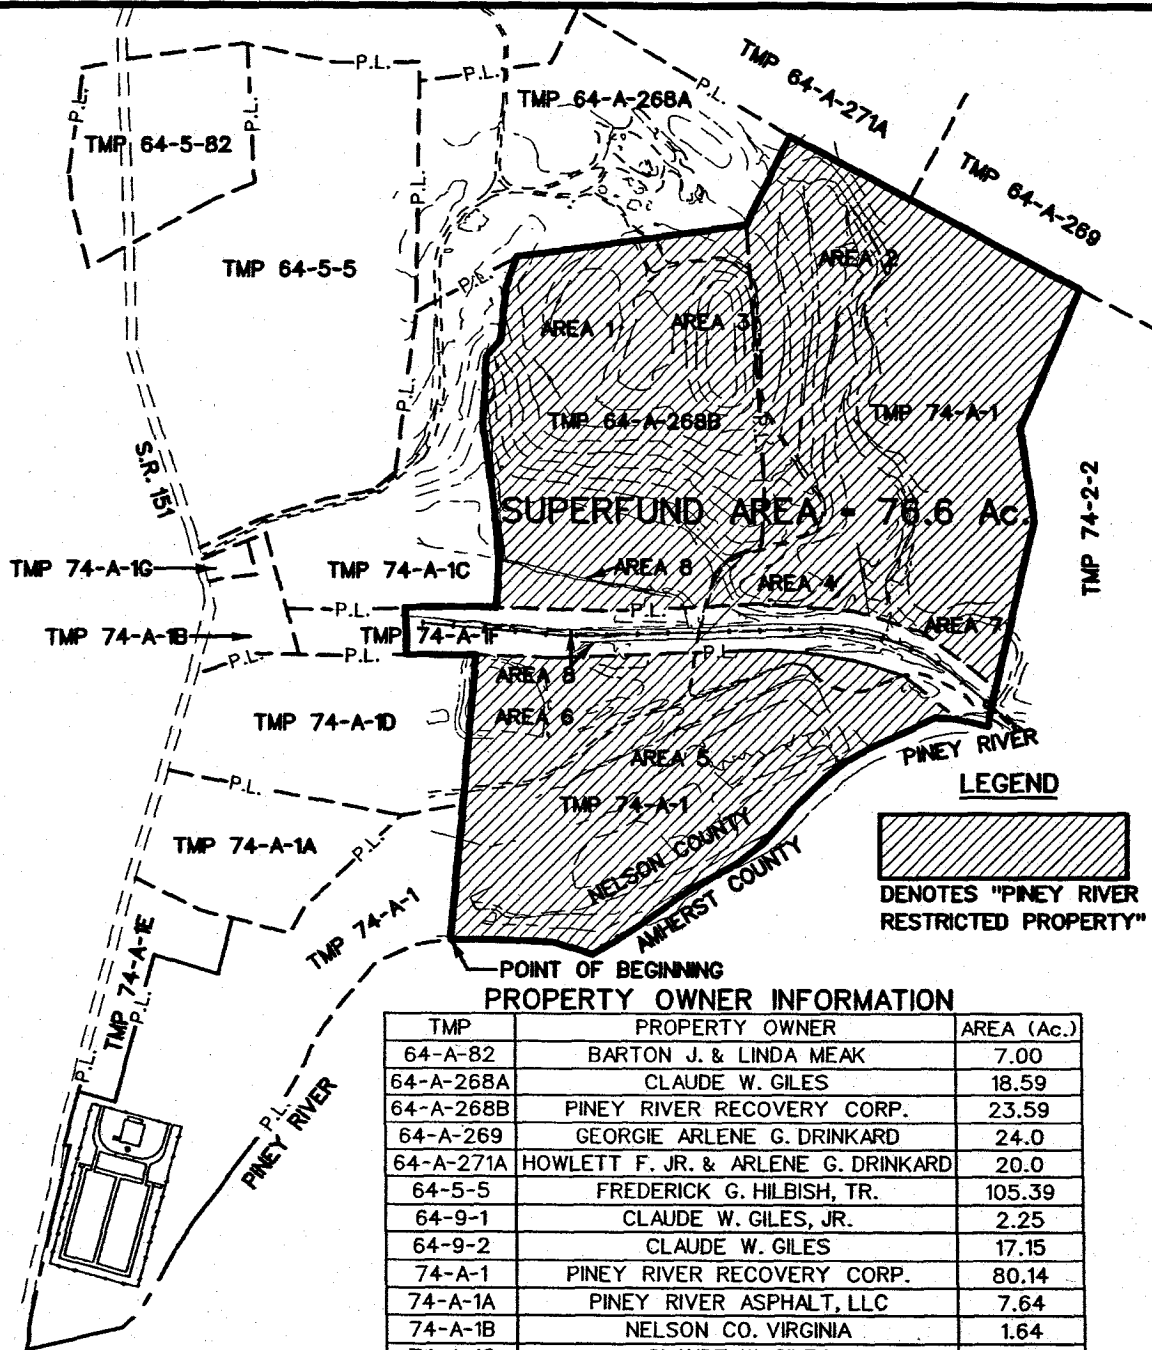 TMP 64-A-271A
P.L.
P.L.
P.L.
TMP 64-A-268A
P.L.
P.L.
TMP 64-5-82
TMP 64-A-269
P.L.
TMP 64-5-5
AREA 2
P.L.
AREA 1
AREA 3
P.L.
TMP 64-A-268B
TMP 74-A-1
P.L.
S.R. 151
TMP 74-2-2
SUPERFUND AREA - 76.6 Ac.
TMP 74-A-1G
TMP 74-A-1C
AREA 8
AREA 4
P.L.
P.L.
TMP 74-A-1B
TMP 74-A-1F
AREA 7
P.L.
P.L.
P.L.
AREA 8
AREA 6
TMP 74-A-1D
PINEY RIVER
AREA 5
P.L.
LEGEND
TMP 74-A-1
TMP 74-A-1A
P.L.
NELSON COUNTY
AMHERST COUNTY
DENOTES "PINEY RIVER
RESTRICTED PROPERTY"
TMP 74-A-1
TMP 74-A-1E
POINT OF BEGINNING
P.L.
P.L.
P.L.
PINEY RIVER
PROPERTY OWNER INFORMATION
TMP PROPERTY OWNER AREA (Ac.)
64-A-82 BARTON J. & LINDA MEAK 7.00
64-A-268A CLAUDE W. GILES 18.59
64-A-268B PINEY RIVER RECOVERY CORP. 23.59
64-A-269 GEORGIE ARLENE G. DRINKARD 24.0
64-A-271A HOWLETT F. JR. & ARLENE G. DRINKARD 20.0
64-5-5 FREDERICK G. HILBISH, TR. 105.39
64-9-1 CLAUDE W. GILES, JR. 2.25
64-9-2 CLAUDE W. GILES 17.15
74-A-1 PINEY RIVER RECOVERY CORP. 80.14
74-A-1A PINEY RIVER ASPHALT, LLC 7.64
74-A-1B NELSON CO. VIRGINIA 1.64